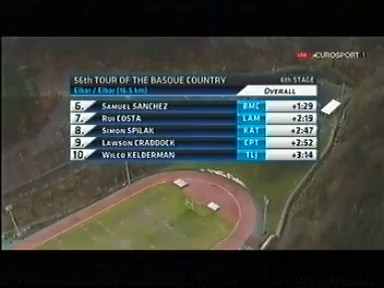 LIVE EUROSPORT 1
56th TOUR OF THE BASQUE COUNTRY 6th STAGE
Eibar / Eibar (16.5 km) OVERALL
6. SAMUEL SANCHEZ BMC +1:29
7. RUI COSTA LAM +2:19
8. SIMON SPILAK KAT +2:47
9. LAWSON CRADDOCK CPT +2:52
10 WILCO KELDERMAN TLJ +3:14